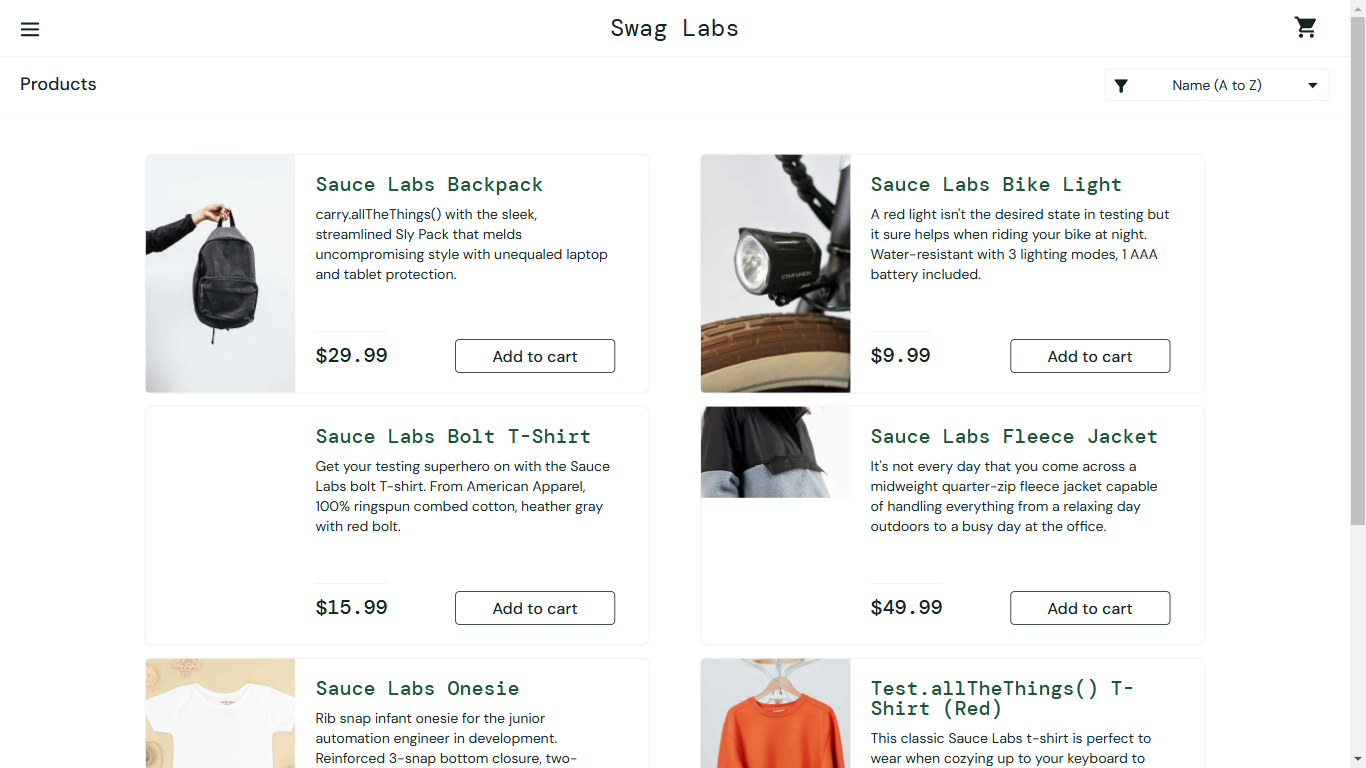 Swag Labs
Products
Name (A to Z)
Sauce Labs Backpack
carry.allTheThings() with the sleek,
streamlined Sly Pack that melds
uncompromising style with unequaled laptop
and tablet protection.
$29.99
Add to cart
Sauce Labs Bike Light
A red light isn't the desired state in testing but
it sure helps when riding your bike at night.
Water-resistant with 3 lighting modes, 1 AAA
battery included.
$9.99
Add to cart
Sauce Labs Bolt T-Shirt
Get your testing superhero on with the Sauce
Labs bolt T-shirt. From American Apparel,
100% ringspun combed cotton, heather gray
with red bolt.
$15.99
Add to cart
Sauce Labs Fleece Jacket
It's not every day that you come across a
midweight quarter-zip fleece jacket capable
of handling everything from a relaxing day
outdoors to a busy day at the office.
$49.99
Add to cart
Sauce Labs Onesie
Rib snap infant onesie for the junior
automation engineer in development.
Reinforced 3-snap bottom closure, two-
Test.allTheThings() T-
Shirt (Red)
This classic Sauce Labs t-shirt is perfect to
wear when cozying up to your keyboard to